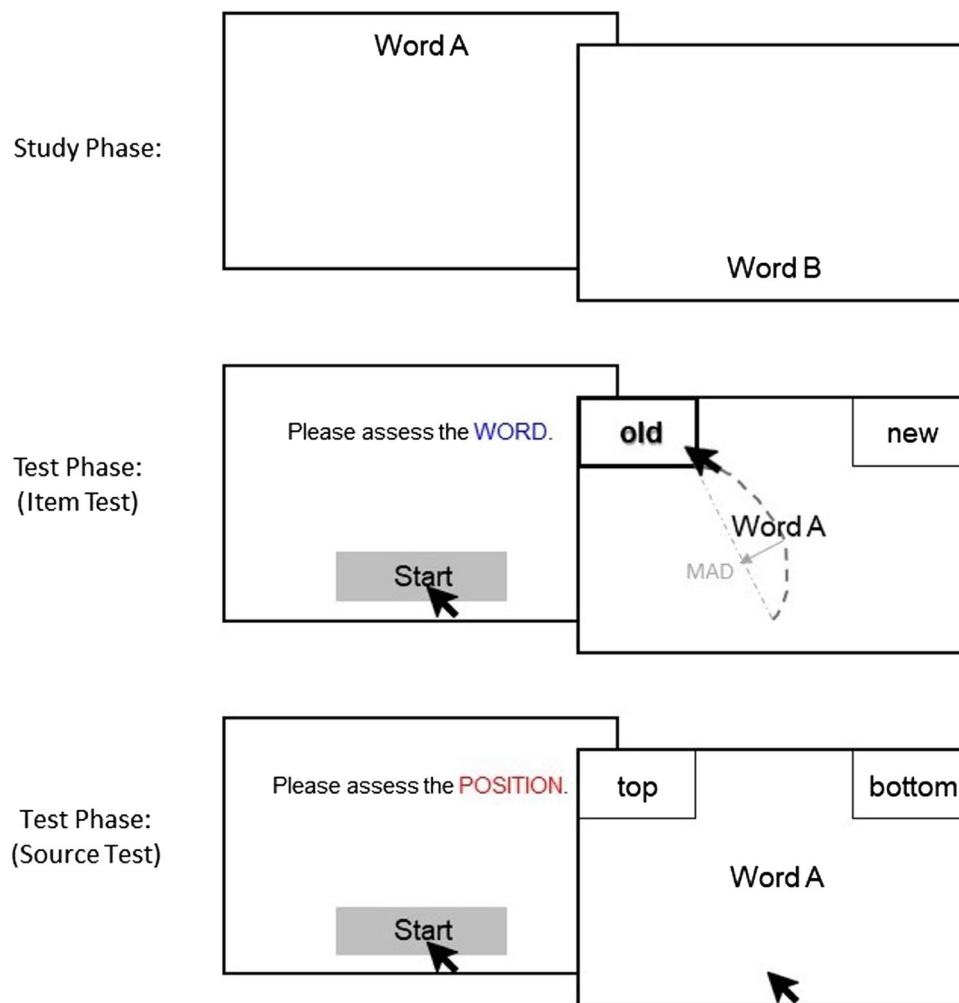 Word A
Study Phase:
Word B
Please assess the WORD.
old
new
Test Phase:
(Item Test)
Word A
MAD
Start
Please assess the POSITION.
top
bottom
Test Phase:
(Source Test)
Word A
Start